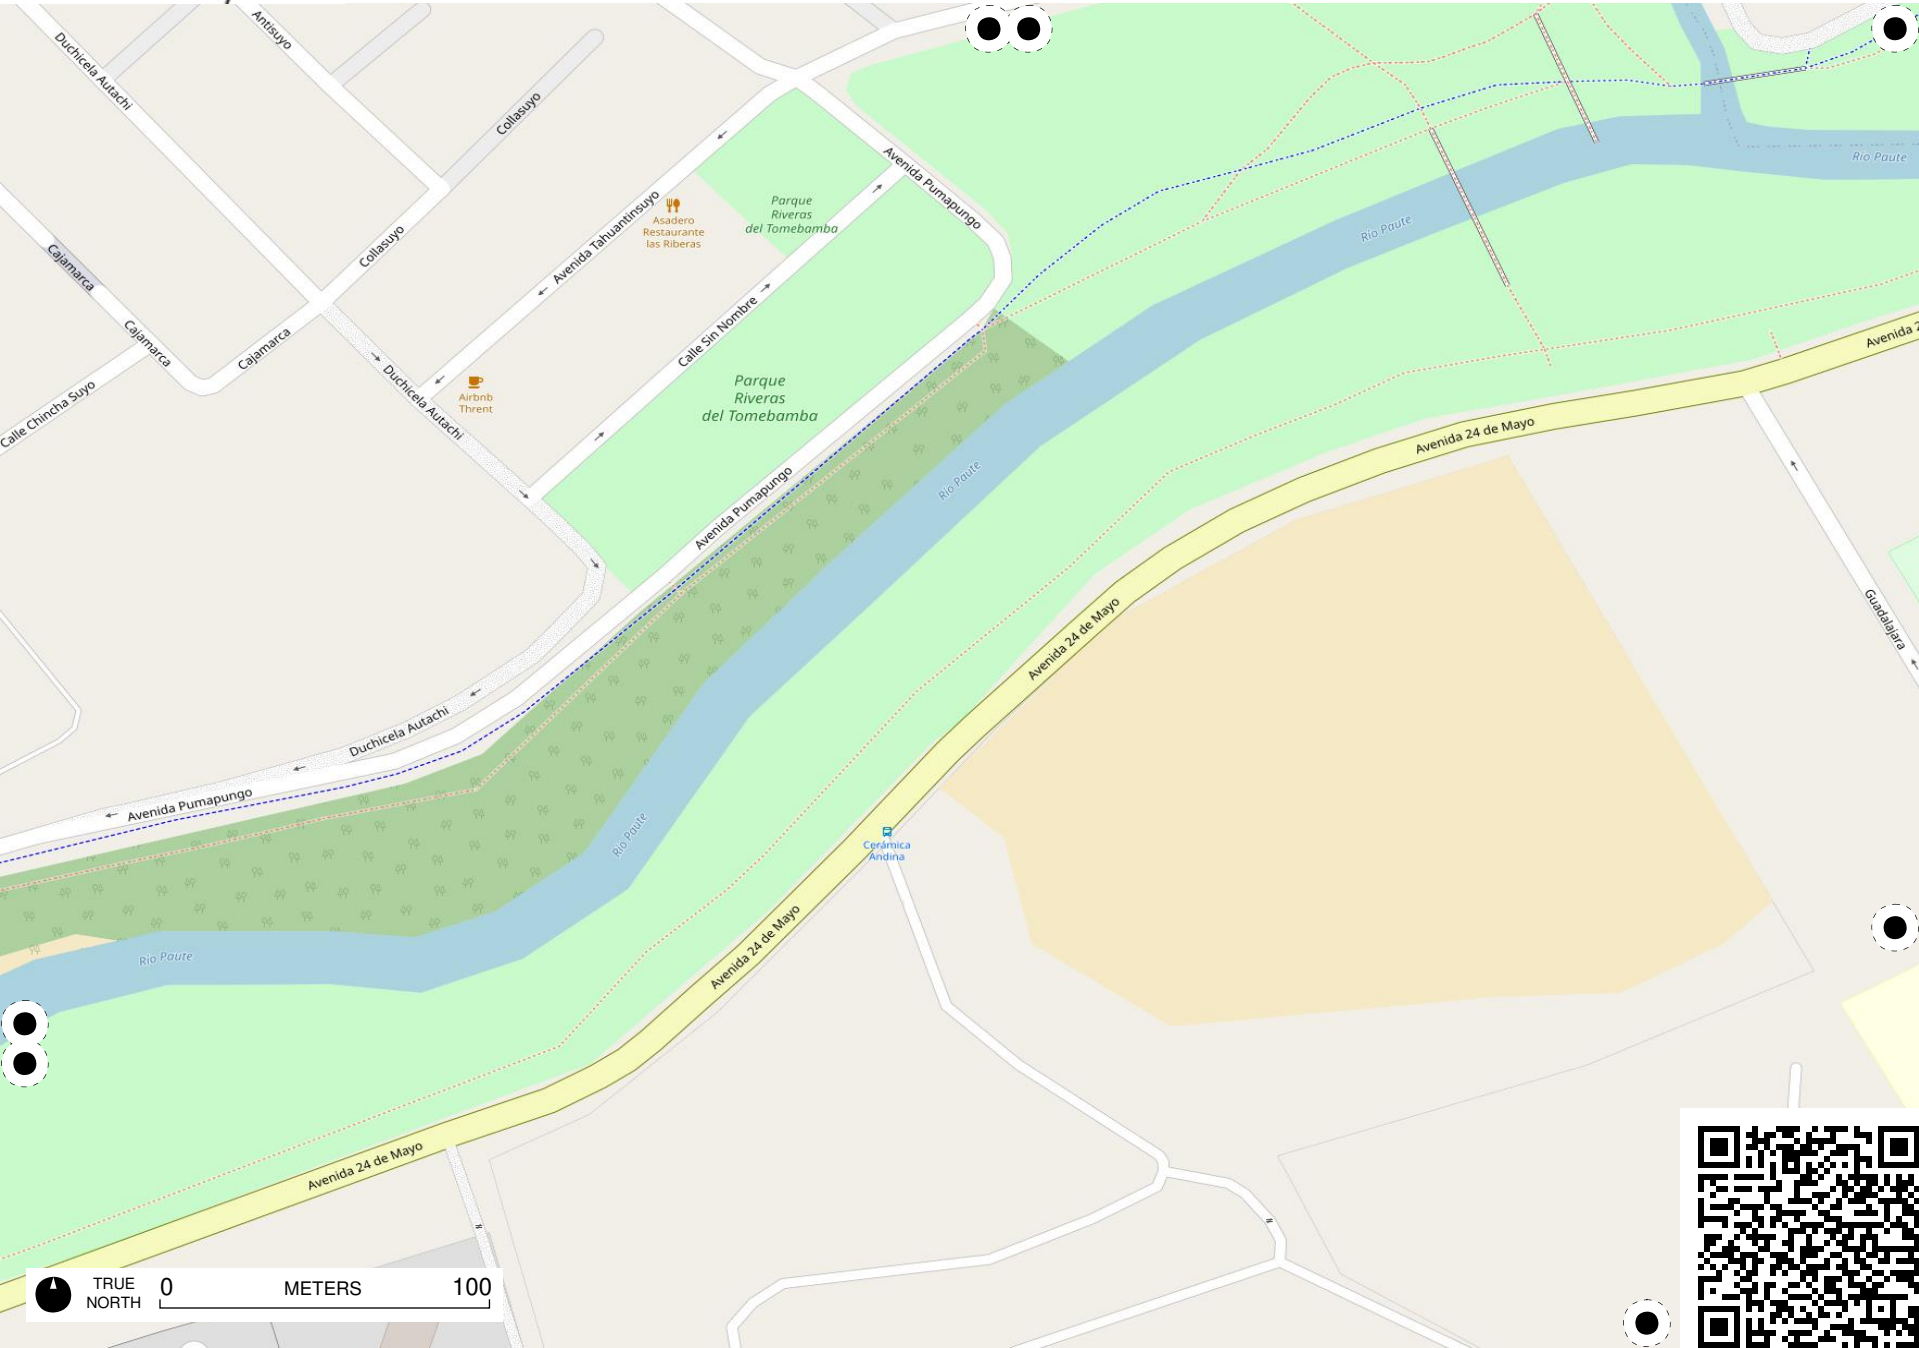 Antisuyo
Duchicela Autachi
Collasuyo
Avenida Pumapungo
Rio Paute
Parque
Riveras
del Tomebamba
Asadero
Restaurante
las Riberas
Avenida Tahuantinsuyo
Collasuyo
Rio Paute
Cajamarca
Calle Sin Nombre
Cajamarca
Cajamarca
Avenida 2
Duchicela Autachi
Airbnb
Thrent
Parque
Riveras
del Tomebamba
Calle Chincha Suyo
Avenida 24 de Mayo
Rio Paute
Avenida Pumapungo
Guadalajara
Avenida 24 de Mayo
Duchicela Autachi
Avenida Pumapungo
Rio Paute
Cerámica
Andina
Avenida 24 de Mayo
Rio Paute
Avenida 24 de Mayo
TRUE
NORTH
0 METERS 100